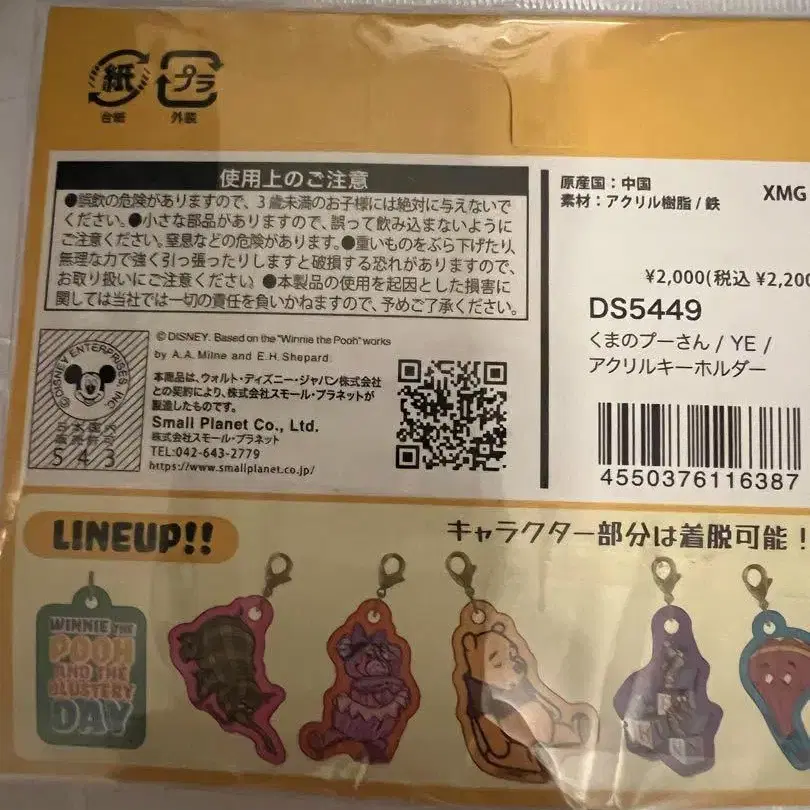 紙
プラ
台紙
外装
使用上のご注意
●誤飲の危険がありますので、3歳未満のお子様には絶対に与えないで
ください。●小さな部品がありますので、誤って飲み込まないように
ご注意ください。窒息などの危険があります。●重いものをぶら下げたり、
無理な力で強く引っ張ったりしますと破損する恐れがありますので、
お取り扱いにご注意ください。●本製品の使用を起因とした損害に
関しては当社では一切の責任を負いかねますので、予めご了承ください。
原産国：中国
素材：アクリル樹脂 / 鉄
XMG
¥2,000(税込 ¥2,200
DS5449
くまのプーさん / YE /
アクリルキーホルダー
4550376116387
© DISNEY. Based on the "Winnie the Pooh" works
by A.A. Milne and E.H. Shepard.
本商品は、ウォルト・ディズニー・ジャパン株式会社
との契約により、株式会社スモール・プラネットが
製造したものです。
Small Planet Co., Ltd.
株式会社スモール・プラネット
TEL:042-643-2779
https://www.smallplanet.co.jp/
©DISNEY ENTERPRISES, INC.
日本国内
販売許可
543
LINEUP!!
キャラクター部分は着脱可能！
WINNIE THE
POOH
AND THE
BLUSTERY
DAY